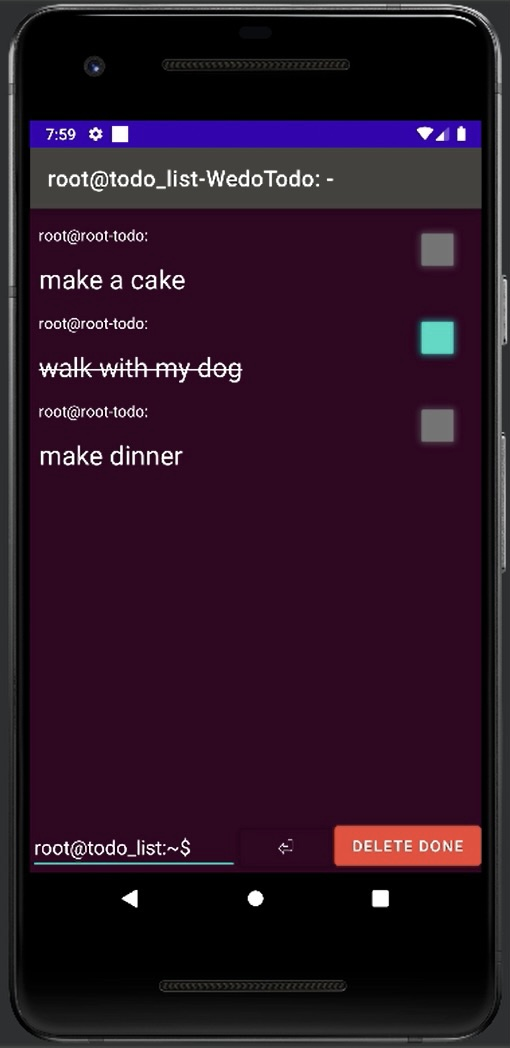 7:59
root@todo_list-WedoTodo: -
root@root-todo:
make a cake
root@root-todo:
walk with my dog
root@root-todo:
make dinner
root@todo_list:~$
DELETE DONE